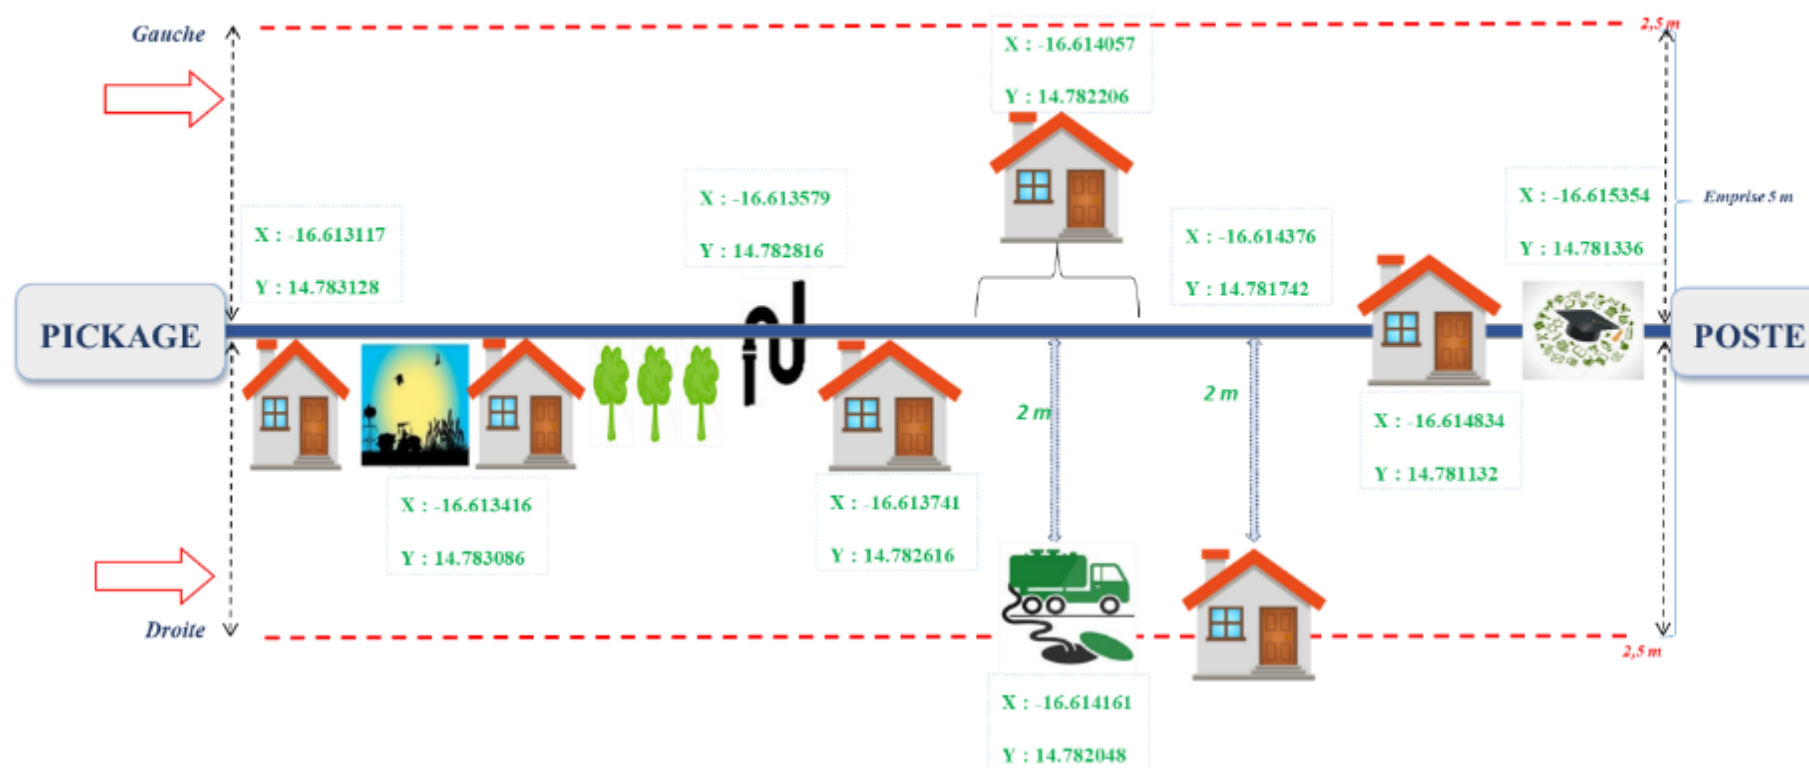 Gauche
2,5 m
X : -16.614057
Y : 14.782206
X : -16.613579
Y : 14.782816
X : -16.615354
Y : 14.781336
Emprise 5 m
X : -16.613117
Y : 14.783128
X : -16.614376
Y : 14.781742
PICKAGE
POSTE
2 m
2 m
X : -16.614834
Y : 14.781132
X : -16.613416
Y : 14.783086
X : -16.613741
Y : 14.782616
Droite
2,5 m
X : -16.614161
Y : 14.782048